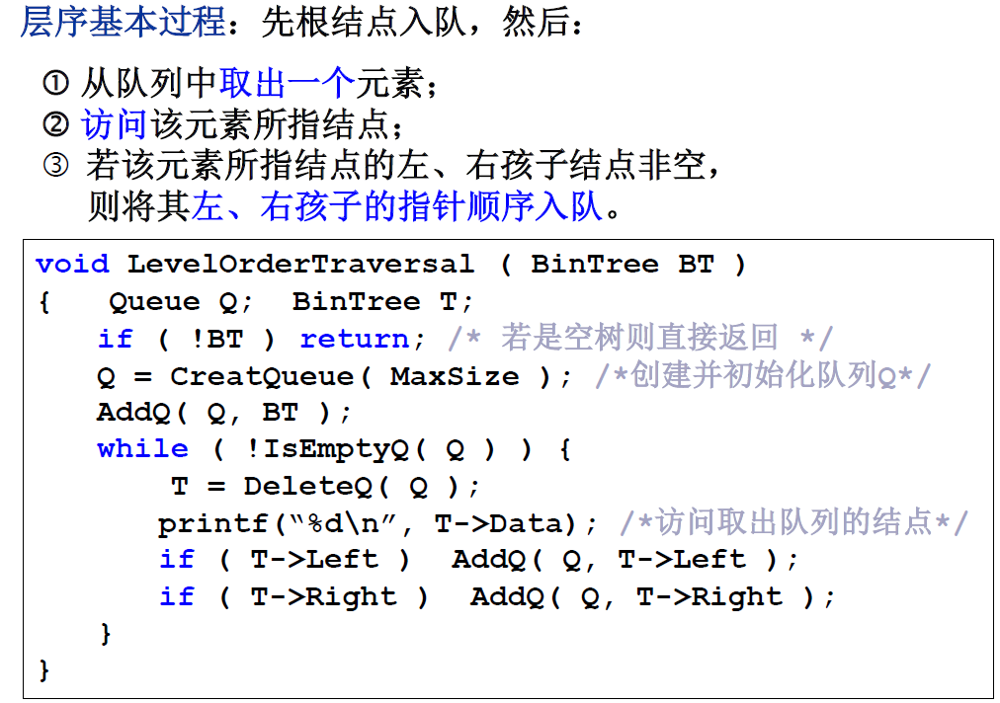 层序基本过程：先根结点入队，然后：
① 从队列中取出一个元素；
② 访问该元素所指结点；
③ 若该元素所指结点的左、右孩子结点非空，
则将其左、右孩子的指针顺序入队。
void LevelOrderTraversal ( BinTree BT )
{ Queue Q; BinTree T;
if ( !BT ) return; /* 若是空树则直接返回 */
Q = CreatQueue( MaxSize ); /*创建并初始化队列Q*/
AddQ( Q, BT );
while ( !IsEmptyQ( Q ) ) {
T = DeleteQ( Q );
printf(“%d\n”, T->Data); /*访问取出队列的结点*/
if ( T->Left ) AddQ( Q, T->Left );
if ( T->Right ) AddQ( Q, T->Right );
}
}